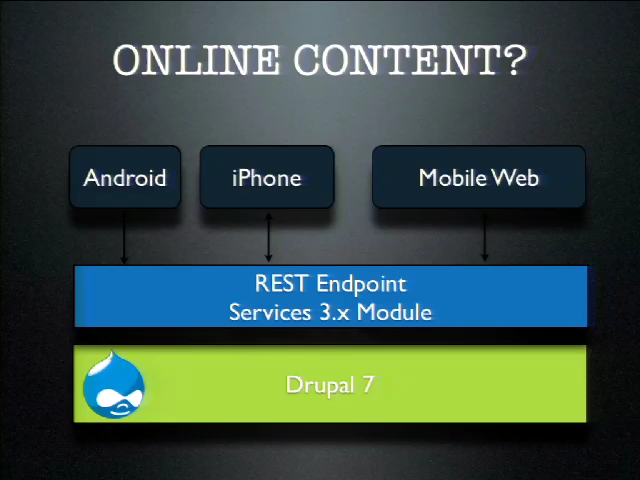 ONLINE CONTENT?
Android
iPhone
Mobile Web
REST Endpoint
Services 3.x Module
Drupal 7